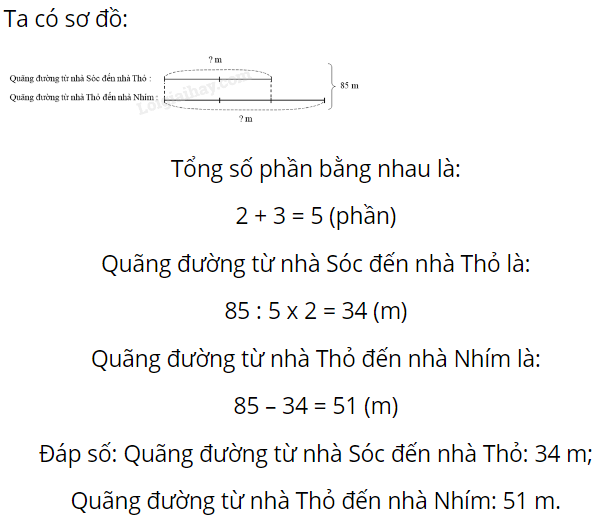 Ta có sơ đồ:
? m
Quãng đường từ nhà Sóc đến nhà Thỏ :
Quãng đường từ nhà Thỏ đến nhà Nhím :
85 m
? m
Loigiaihay.com
Tổng số phần bằng nhau là:
2 + 3 = 5 (phần)
Quãng đường từ nhà Sóc đến nhà Thỏ là:
85 : 5 x 2 = 34 (m)
Quãng đường từ nhà Thỏ đến nhà Nhím là:
85 – 34 = 51 (m)
Đáp số: Quãng đường từ nhà Sóc đến nhà Thỏ: 34 m;
Quãng đường từ nhà Thỏ đến nhà Nhím: 51 m.